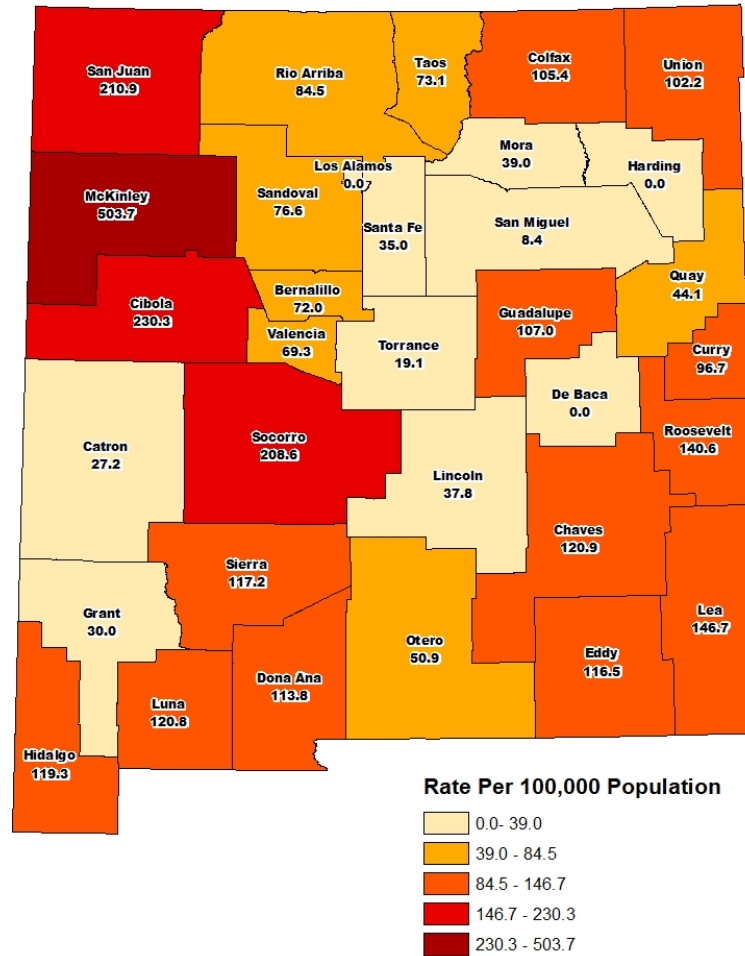 San Juan
210.9
Rio Arriba
84.5
Taos
73.1
Colfax
105.4
Union
102.2
Mora
39.0
Harding
0.0
Los Alamos
0.0
McKinley
503.7
Sandoval
76.6
Santa Fe
35.0
San Miguel
8.4
Quay
44.1
Cibola
230.3
Bernalillo
72.0
Valencia
69.3
Torrance
19.1
Guadalupe
107.0
Curry
96.7
De Baca
0.0
Roosevelt
140.6
Catron
27.2
Socorro
208.6
Lincoln
37.8
Chaves
120.9
Sierra
117.2
Grant
30.0
Lea
146.7
Otero
50.9
Eddy
116.5
Dona Ana
113.8
Luna
120.8
Hidalgo
119.3
Rate Per 100,000 Population
0.0- 39.0
39.0 - 84.5
84.5 - 146.7
146.7 - 230.3
230.3 - 503.7